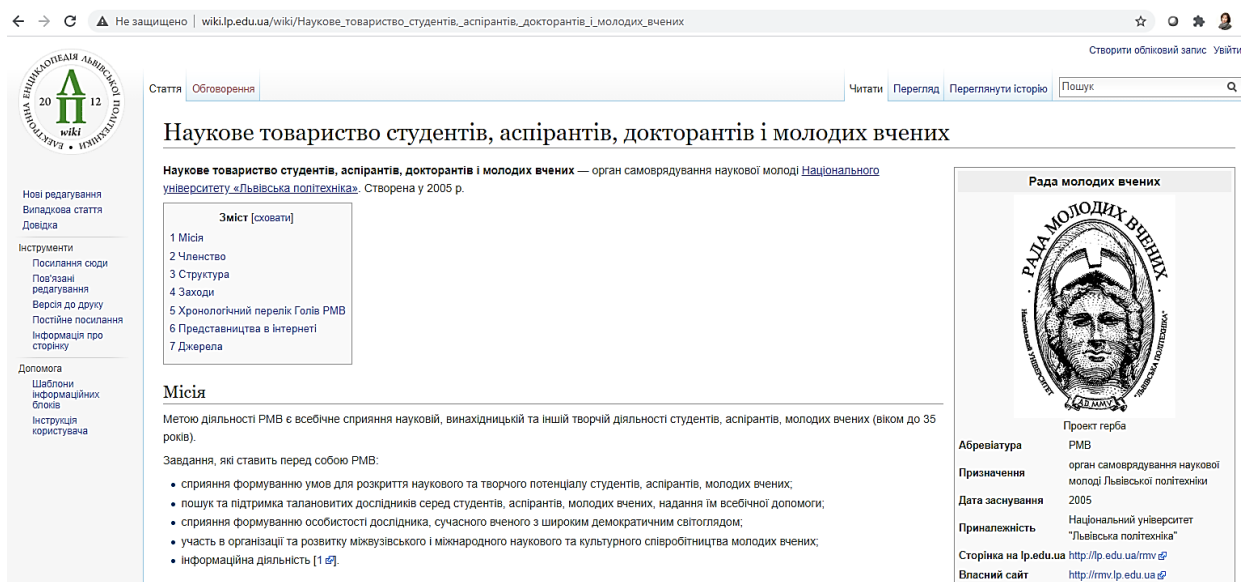 Не защищено | wiki.lp.edu.ua/wiki/Наукове_товариство_студентів,_аспірантів,_докторантів_і_молодих_вчених
Створити обліковий запис Увійти
ЕЛЕКТРОННА ЕНЦИКЛОПЕДІЯ ЛЬВІВСЬКОЇ ПОЛІТЕХНІКИ
20 ЛП 12
wiki
Стаття Обговорення Читати Перегляд Переглянути історію Пошук
Нові редагування
Випадкова стаття
Довідка
Інструменти
Посилання сюди
Пов'язані
редагування
Версія до друку
Постійне посилання
Інформація про
сторінку
Допомога
Шаблони
інформаційних
блоків
Інструкція
користувача
Наукове товариство студентів, аспірантів, докторантів і молодих вчених
Наукове товариство студентів, аспірантів, докторантів і молодих вчених — орган самоврядування наукової молоді Національного
університету «Львівська політехніка». Створена у 2005 р.
Зміст [сховати]
1 Місія
2 Членство
3 Структура
4 Заходи
5 Хронологічний перелік Голів РМВ
6 Представництва в інтернеті
7 Джерела
Місія
Метою діяльності РМВ є всебічне сприяння науковій, винахідницькій та іншій творчій діяльності студентів, аспірантів, молодих вчених (віком до 35
років).
Завдання, які ставить перед собою РМВ:
• сприяння формуванню умов для розкриття наукового та творчого потенціалу студентів, аспірантів, молодих вчених;
• пошук та підтримка талановитих дослідників серед студентів, аспірантів, молодих вчених, надання їм всебічної допомоги;
• сприяння формуванню особистості дослідника, сучасного вченого з широким демократичним світоглядом;
• участь в організації та розвитку міжвузівського і міжнародного наукового та культурного співробітництва молодих вчених;
• інформаційна діяльність [1].
Рада молодих вчених
РАДА МОЛОДИХ ВЧЕНИХ
Національний УНІВЕРСИТЕТ "ЛЬВІВСЬКА ПОЛІТЕХНІКА"
AD MMV
Проект герба
Абревіатура РМВ
Призначення орган самоврядування наукової
молоді Львівської політехніки
Дата заснування 2005
Приналежність Національний університет
"Львівська політехніка"
Сторінка на lp.edu.ua http://lp.edu.ua/rmv
Власний сайт http://rmv.lp.edu.ua